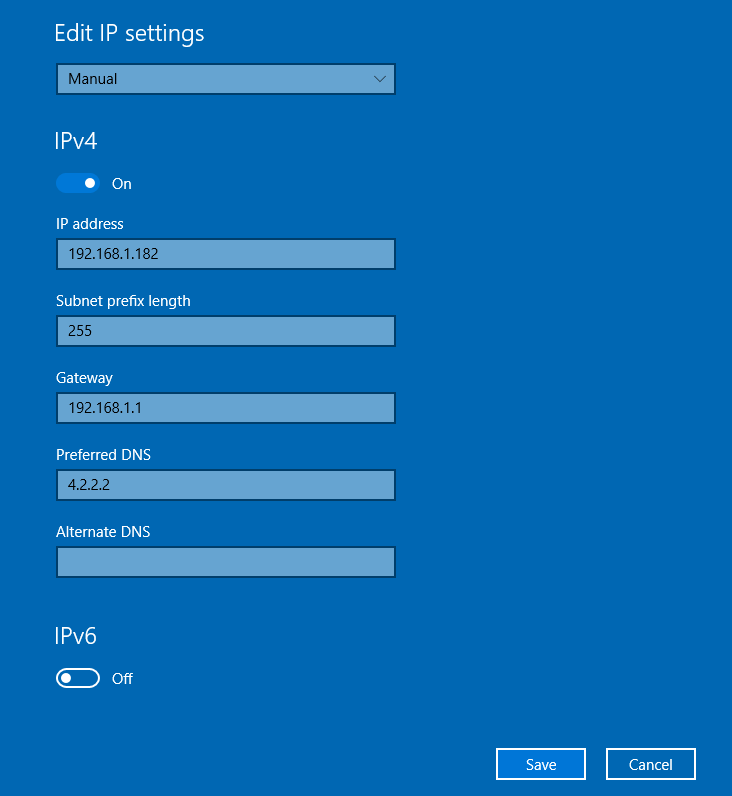 Edit IP settings
Manual
IPv4
On
IP address
192.168.1.182
Subnet prefix length
255
Gateway
192.168.1.1
Preferred DNS
4.2.2.2
Alternate DNS
IPv6
Off
Save Cancel